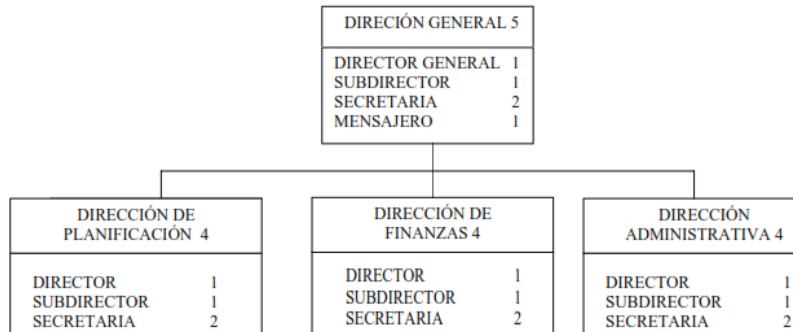 DIRECIÓN GENERAL 5
DIRECTOR GENERAL 1
SUBDIRECTOR 1
SECRETARIA 2
MENSAJERO 1
DIRECCIÓN DE
PLANIFICACIÓN 4
DIRECTOR 1
SUBDIRECTOR 1
SECRETARIA 2
DIRECCIÓN DE
FINANZAS 4
DIRECTOR 1
SUBDIRECTOR 1
SECRETARIA 2
DIRECCIÓN
ADMINISTRATIVA 4
DIRECTOR 1
SUBDIRECTOR 1
SECRETARIA 2